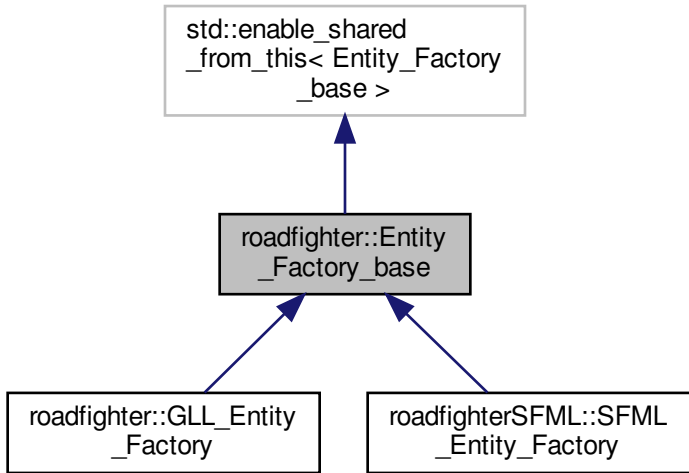 std::enable_shared
_from_this< Entity_Factory
_base >
roadfighter::Entity
_Factory_base
roadfighter::GLL_Entity
_Factory
roadfighterSFML::SFML
_Entity_Factory